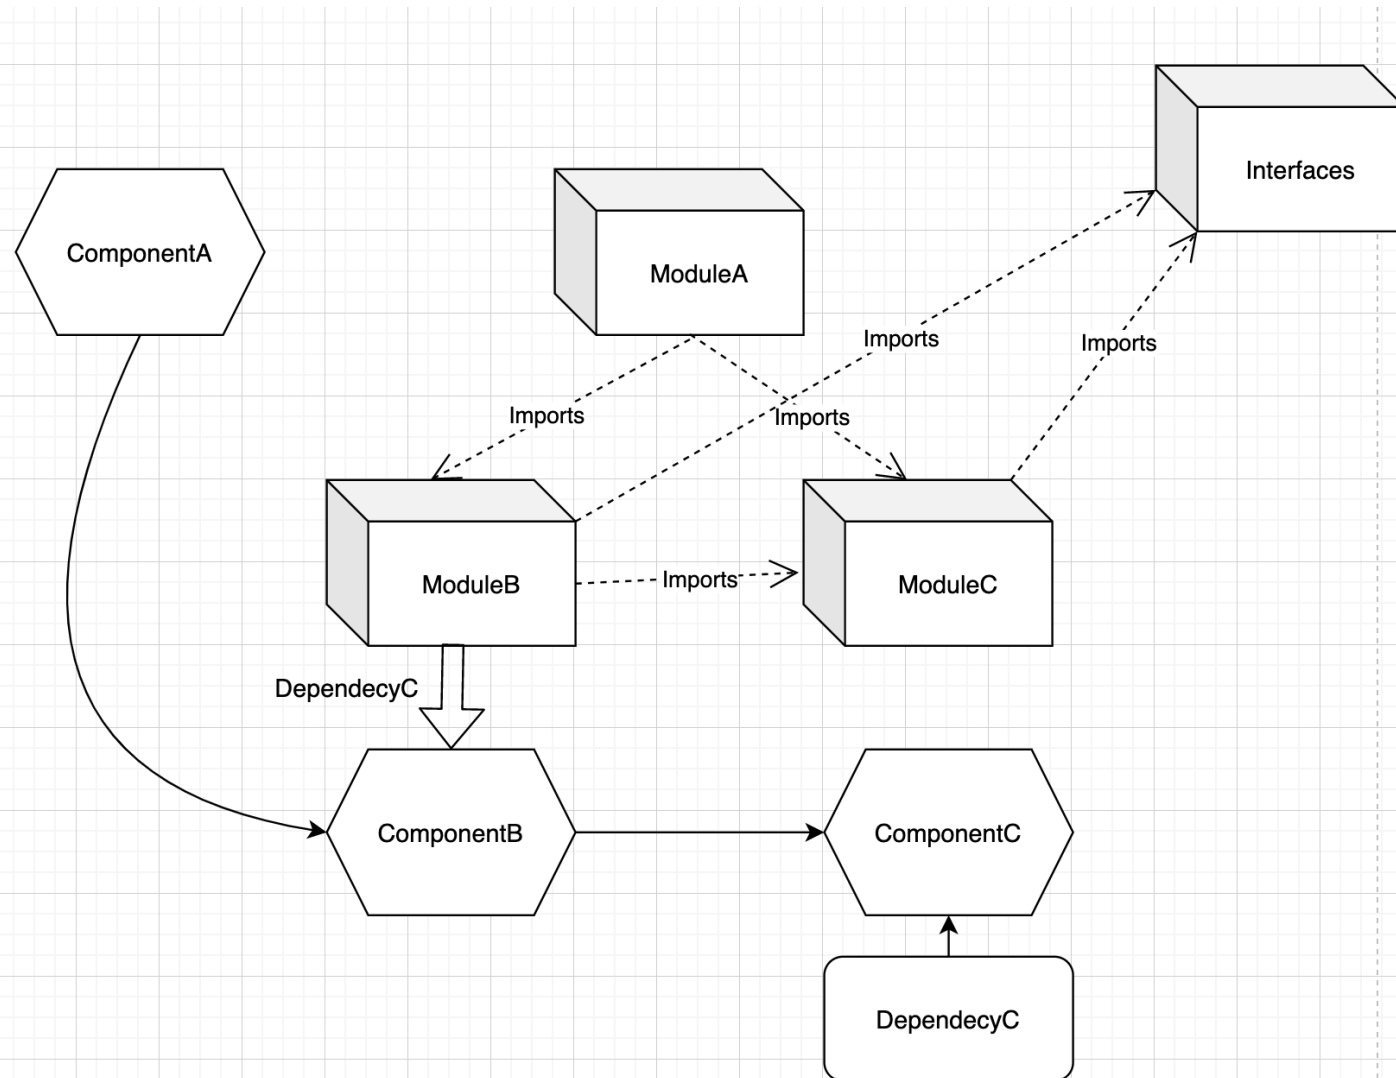 Interfaces
ComponentA
ModuleA
Imports
Imports
Imports
Imports
ModuleB
Imports
ModuleC
DependecyC
ComponentB
ComponentC
DependecyC